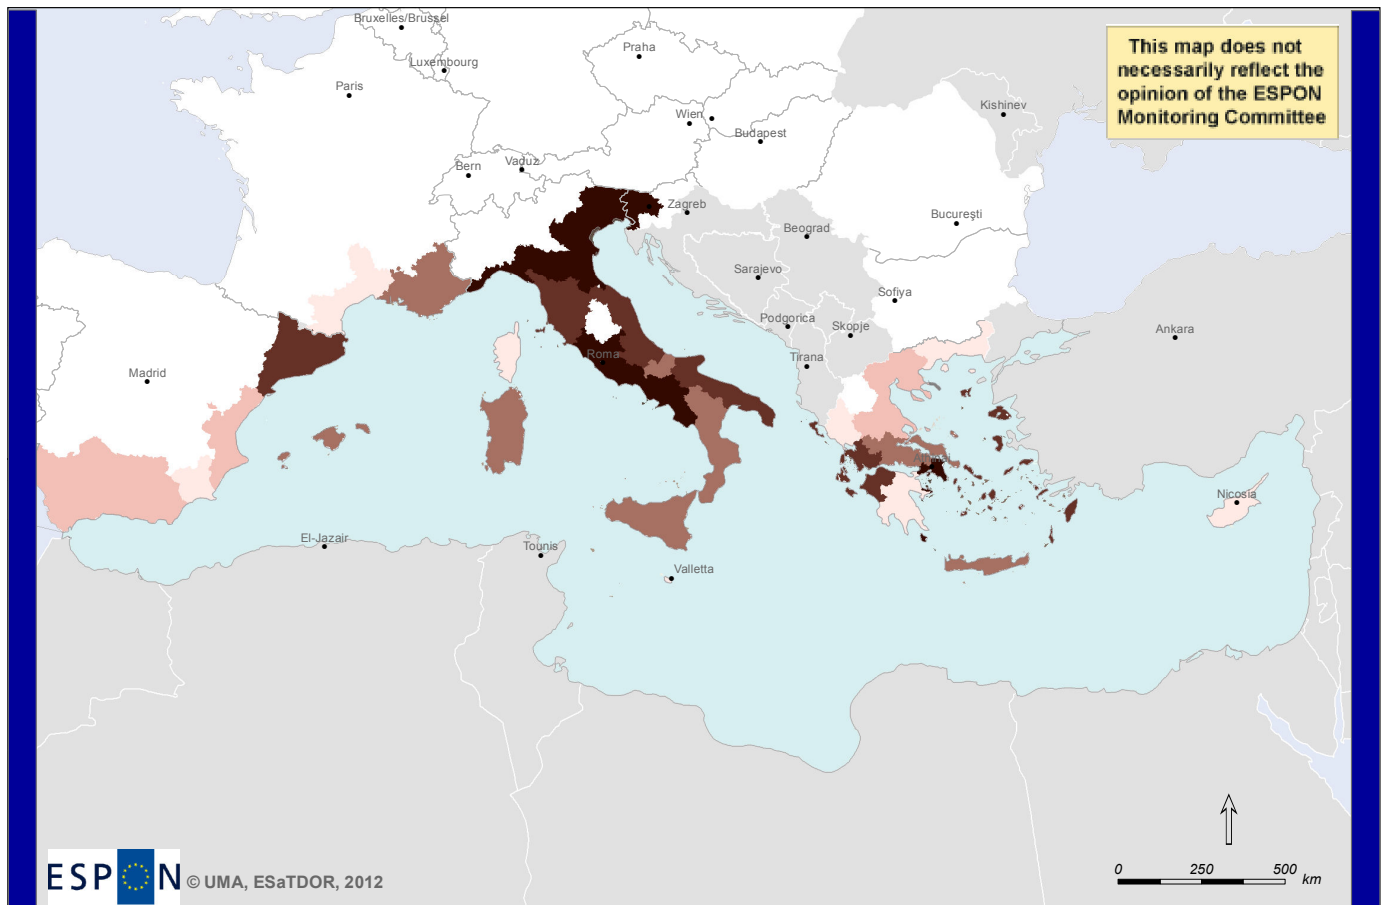 Bruxelles/Brussel
Praha
This map does not
necessarily reflect the
opinion of the ESPON
Monitoring Committee
Luxembourg
Paris
Kishinev
Wien
Budapest
Bern
Vaduz
Zagreb
Bucureşti
Beograd
Sarajevo
Sofiya
Podgorica
Skopje
Ankara
Roma
Tirana
Madrid
Nicosia
El-Jazair
Tounis
Valletta
0 250 500 km
ESPON © UMA, ESaTDOR, 2012